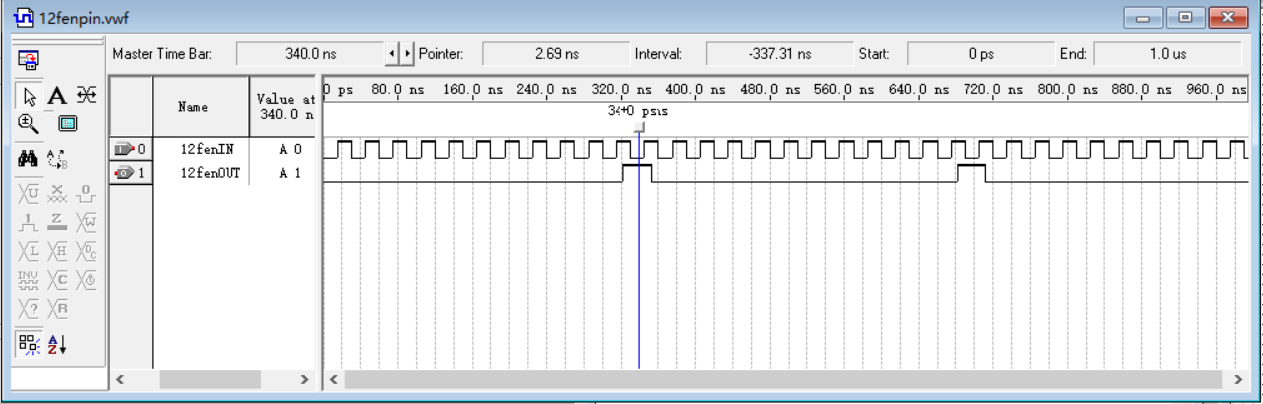 12fenpin.vwf
Master Time Bar: 340.0 ns Pointer: 2.69 ns Interval: -337.31 ns Start: 0 ps End: 1.0 us
Name Value at 340.0 n
0 ps 80.0 ns 160.0 ns 240.0 ns 320.0 ns 400.0 ns 480.0 ns 560.0 ns 640.0 ns 720.0 ns 800.0 ns 880.0 ns 960.0 ns
0 12fenIN A 0
1 12fenOUT A 1